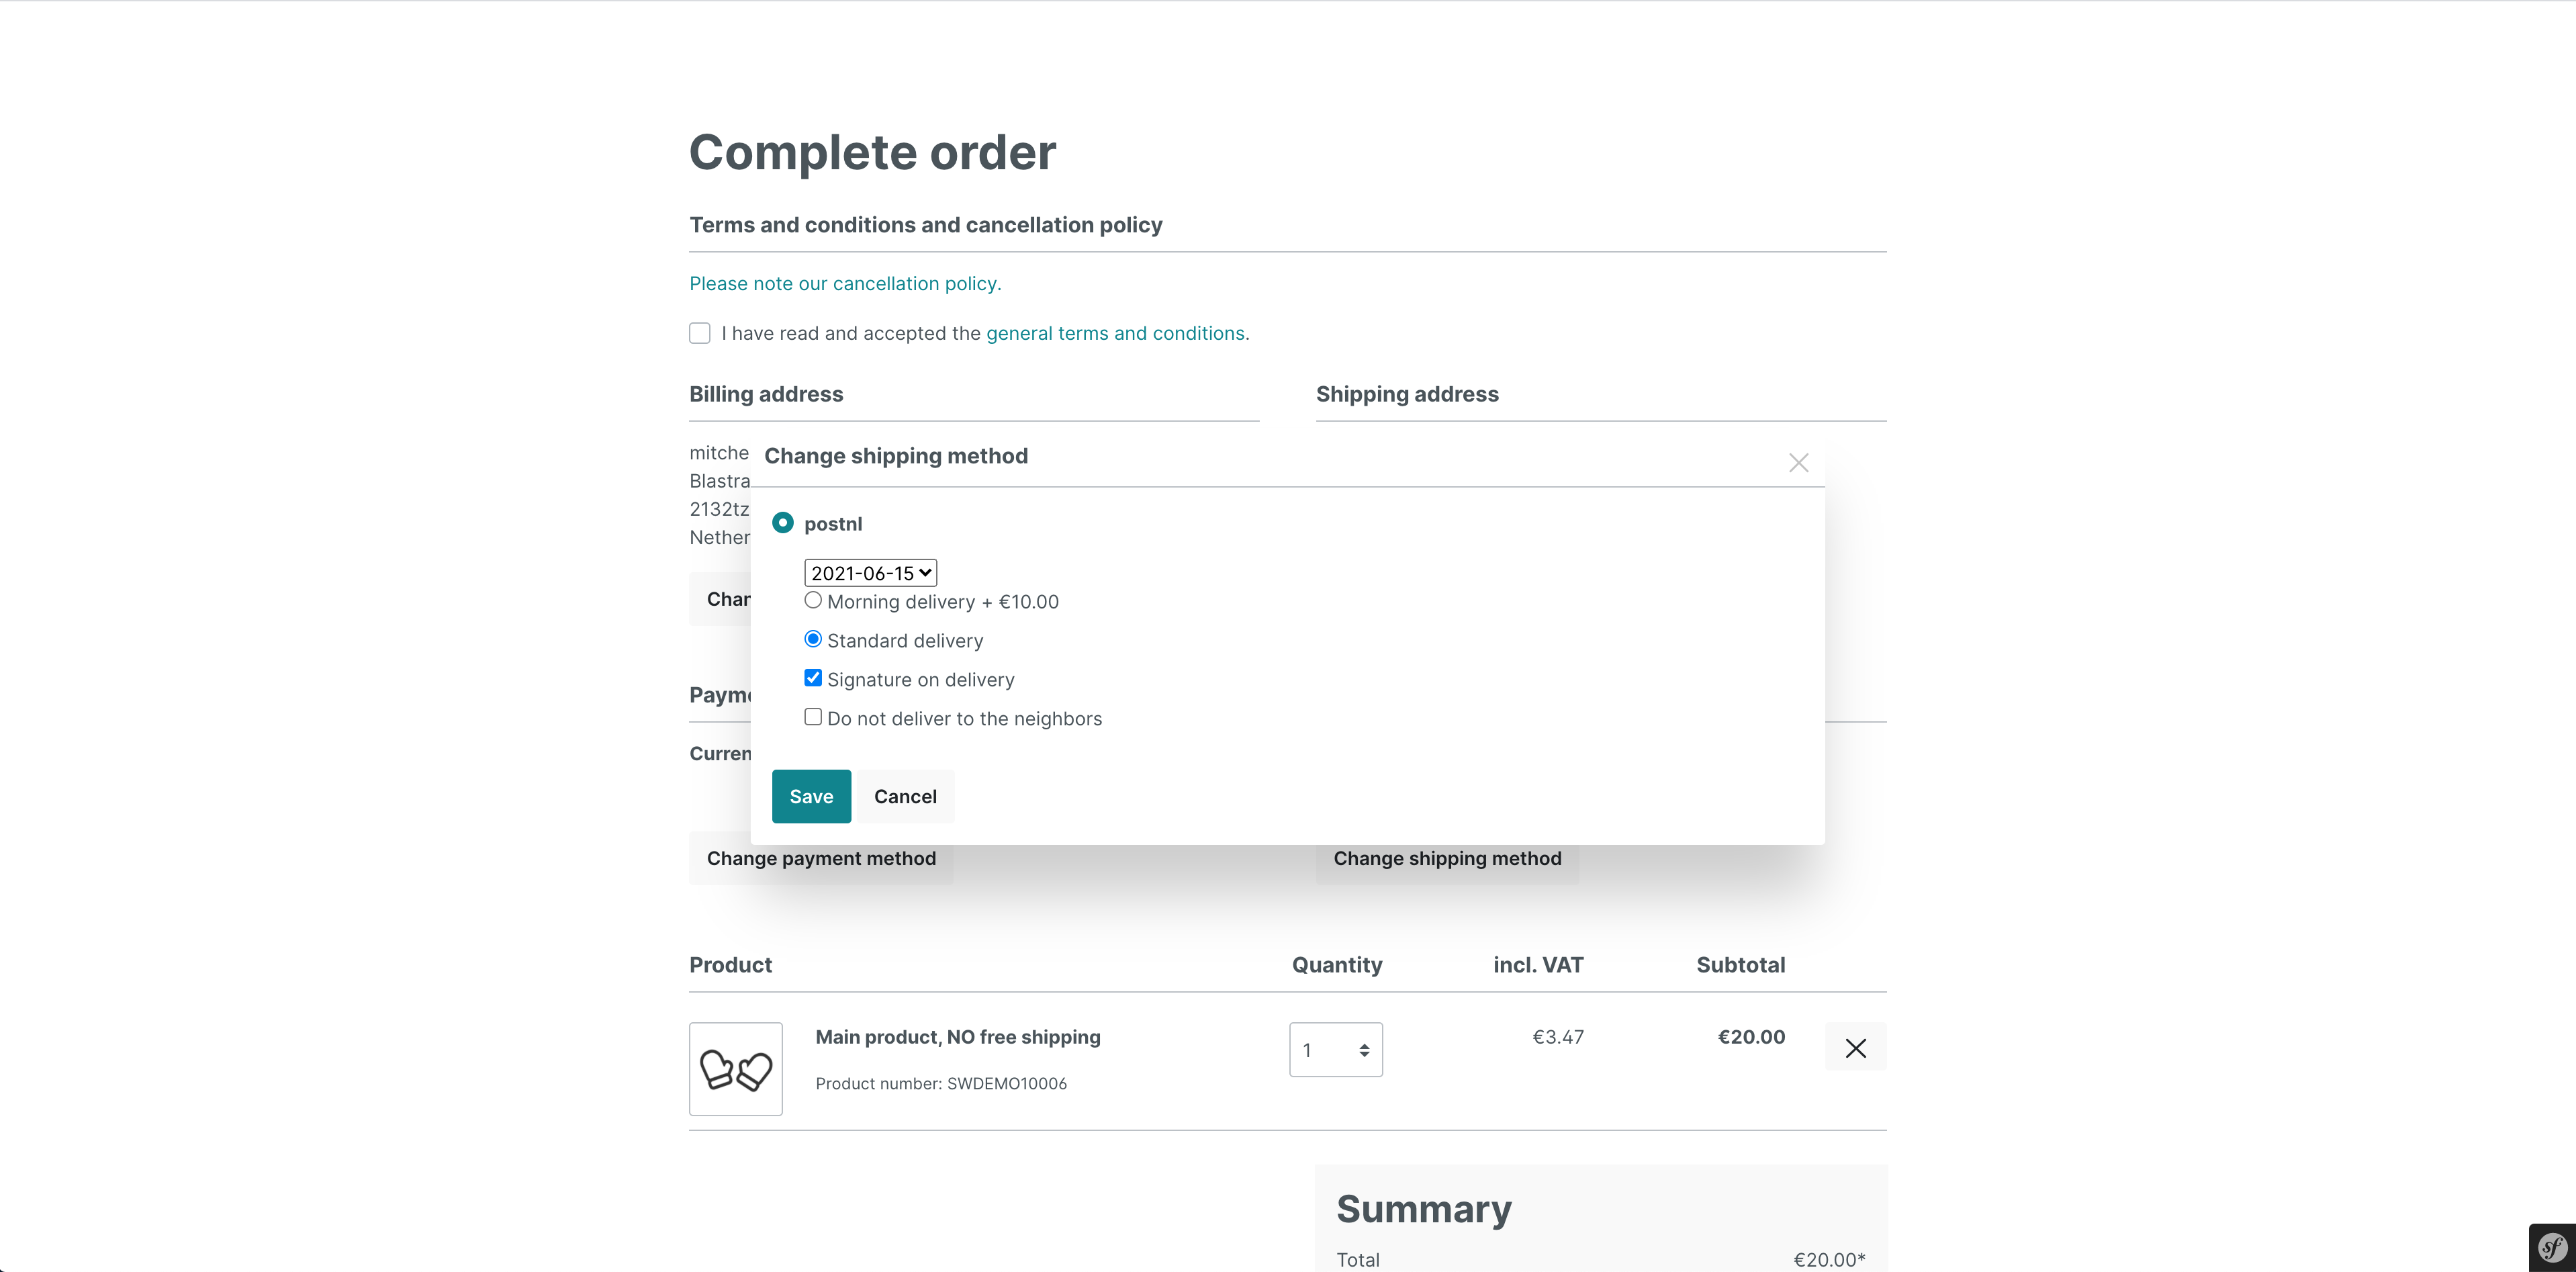 Complete order
Terms and conditions and cancellation policy
Please note our cancellation policy.
I have read and accepted the general terms and conditions.
Billing address
Shipping address
mitche
Blastra
2132tz
Nether
Chan
Change shipping method
postnl
2021-06-15
Morning delivery + €10.00
Standard delivery
Signature on delivery
Do not deliver to the neighbors
Save Cancel
Payme
Curren
Change payment method
Change shipping method
Product Quantity incl. VAT Subtotal
Main product, NO free shipping 1 €3.47 €20.00
Product number: SWDEMO10006
Summary
Total €20.00*
sf